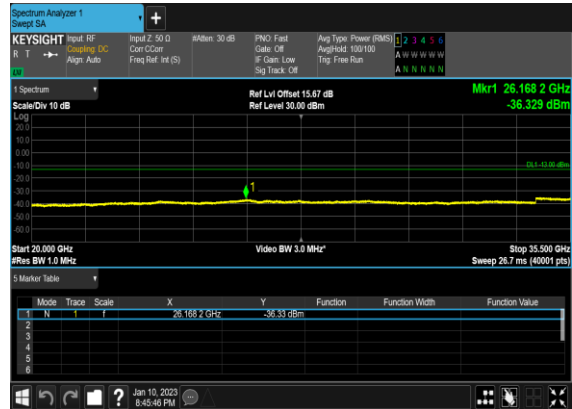 Spectrum Analyzer 1
Swept SA
+
KEYSIGHT Input: RF Input Z: 50 Ω #Atten: 30 dB PNO: Fast Avg Type: Power (RMS) 1 2 3 4 5 6
R T Coupling: DC Corr CCorr Gate: Off Avg|Hold: 100/100 A W W W W W
Align: Auto Freq Ref: Int (S) IF Gain: Low Trig: Free Run
Sig Track: Off A N N N N N
1 Spectrum Ref Lvl Offset 15.67 dB Mkr1 26.168 2 GHz
Scale/Div 10 dB Ref Level 30.00 dBm -36.329 dBm
Log
20.0
10.0
0.00
-10.0 DL1 -13.00 dBm
-20.0
-30.0 1
-40.0
-50.0
-60.0
Start 20.000 GHz Video BW 3.0 MHz* Stop 35.500 GHz
#Res BW 1.0 MHz Sweep 26.7 ms (40001 pts)
5 Marker Table
Mode Trace Scale X Y Function Function Width Function Value
1 N 1 f 26.168 2 GHz -36.33 dBm
2
3
4
5
6
? Jan 10, 2023
8:45:46 PM